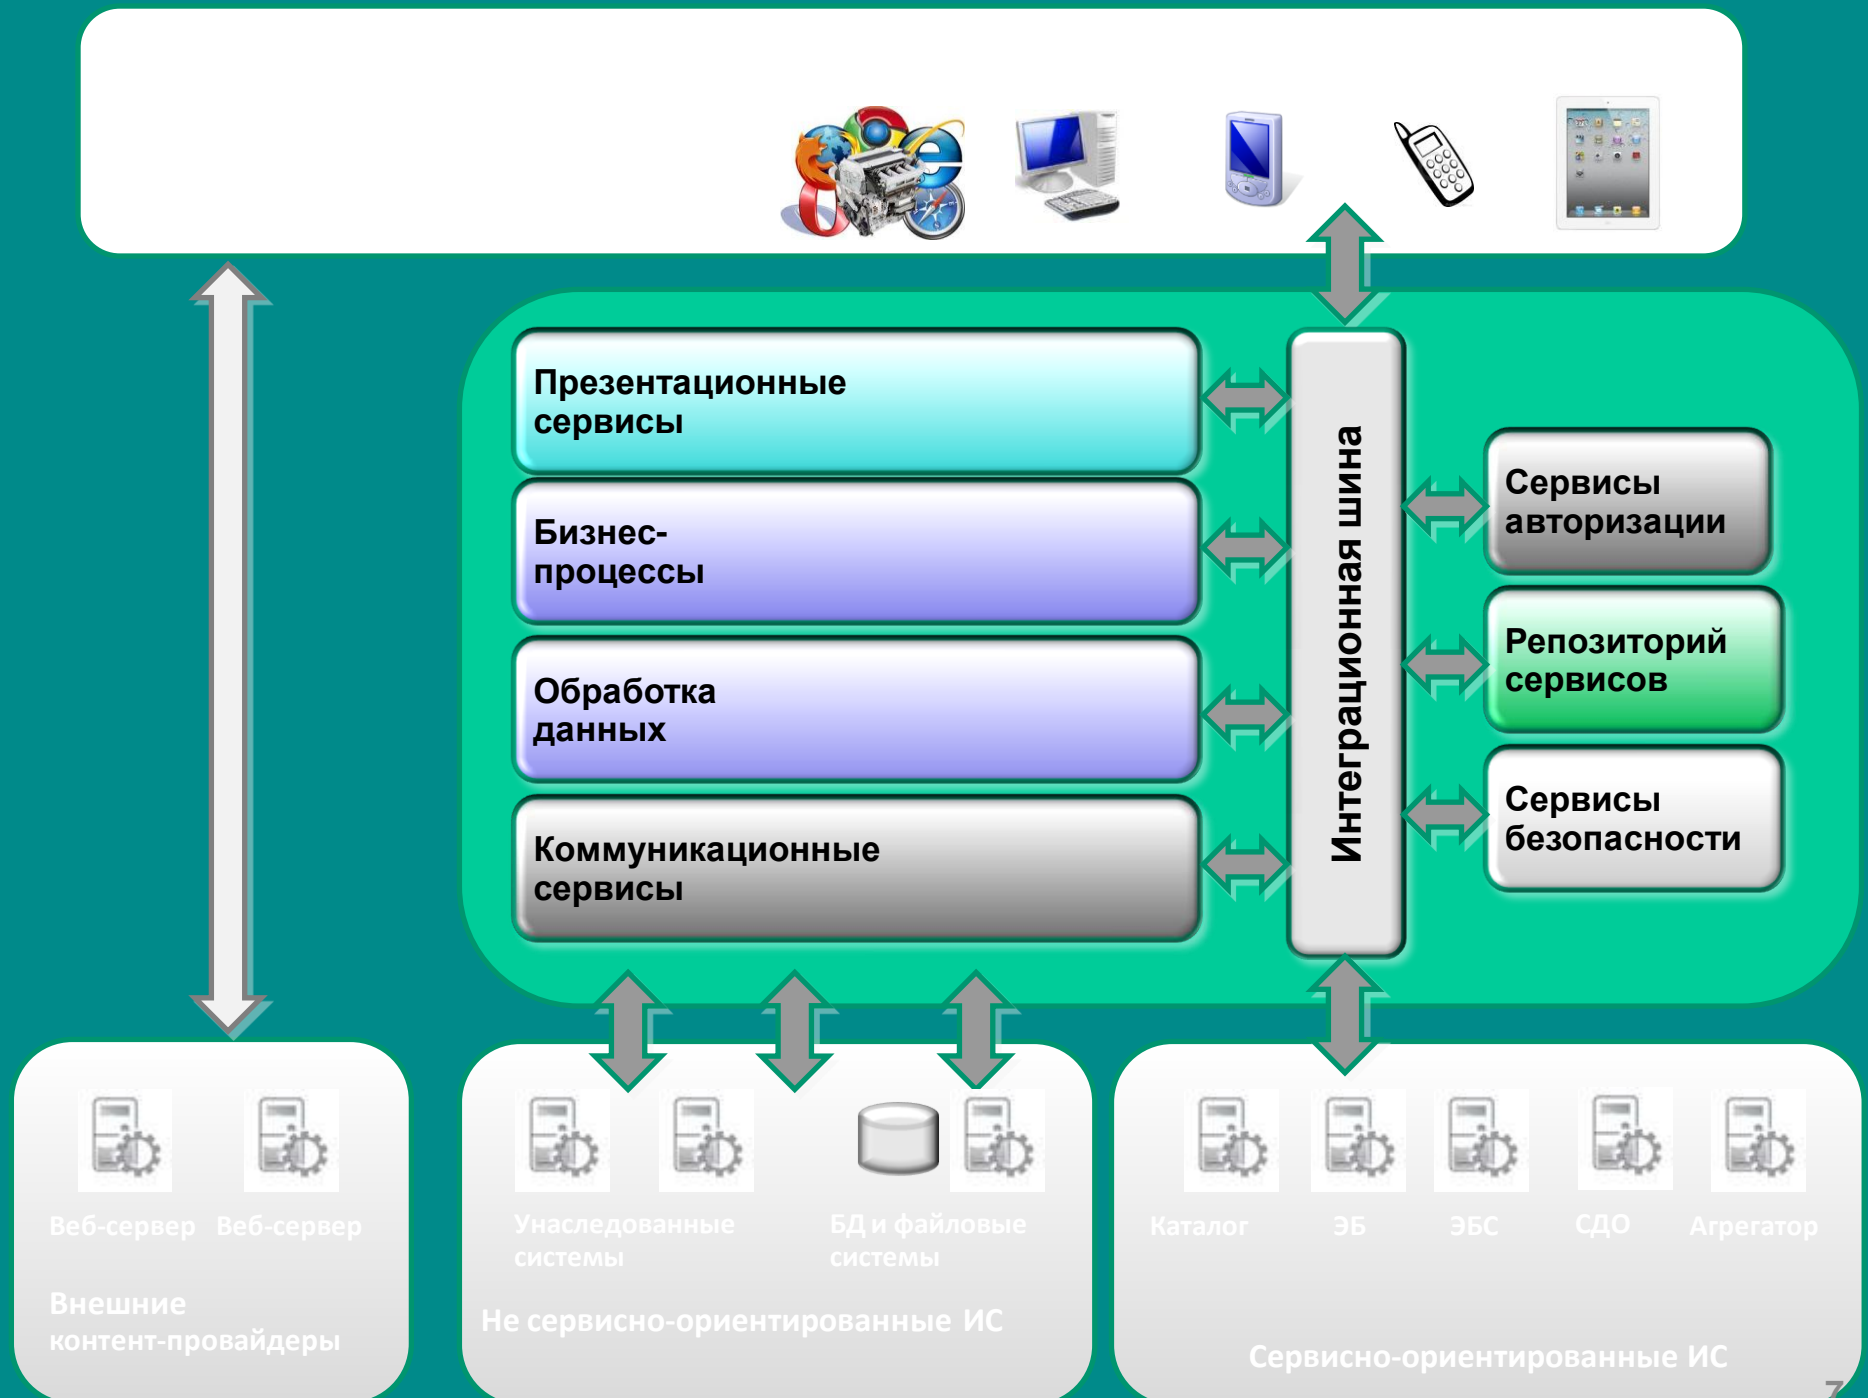 Презентационные
сервисы
Бизнес-
процессы
Обработка
данных
Коммуникационные
сервисы
Интеграционная шина
Сервисы
авторизации
Репозиторий
сервисов
Сервисы
безопасности
Веб-сервер Веб-сервер
Внешние
контент-провайдеры
Унаследованные
системы
БД и файловые
системы
Не сервисно-ориентированные ИС
Каталог ЭБ ЭБС СДО Агрегатор
Сервисно-ориентированные ИС
7